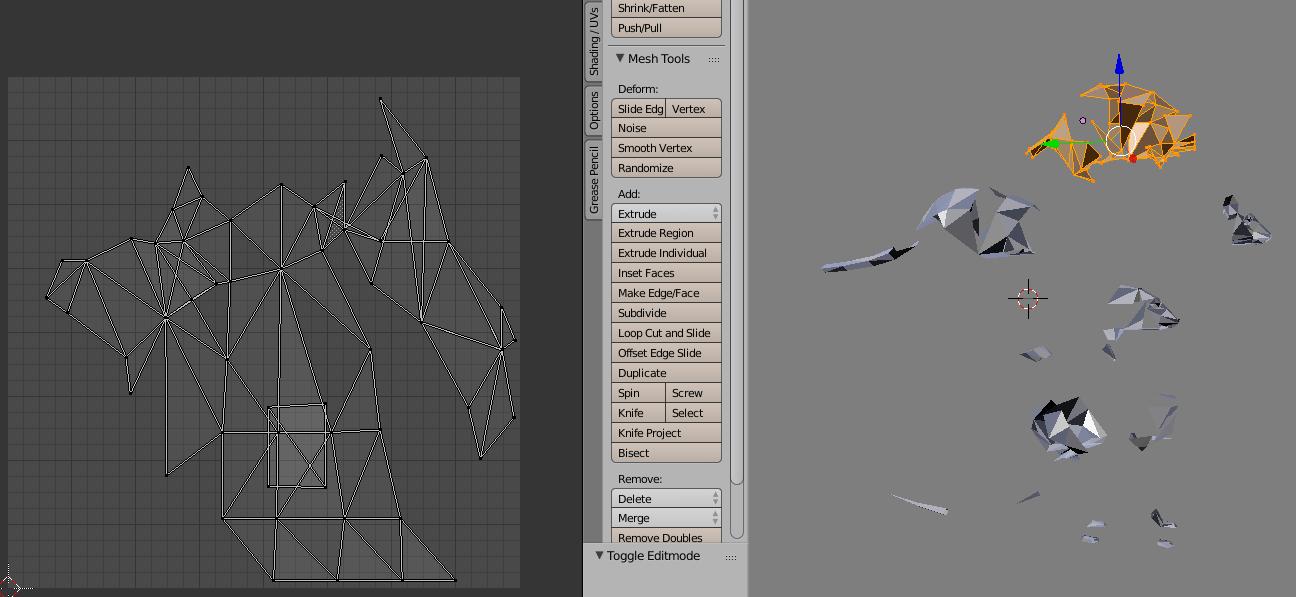 Shading / UVs
Options
Grease Pencil
Shrink/Fatten
Push/Pull
Mesh Tools
Deform:
Slide Edg Vertex
Noise
Smooth Vertex
Randomize
Add:
Extrude
Extrude Region
Extrude Individual
Inset Faces
Make Edge/Face
Subdivide
Loop Cut and Slide
Offset Edge Slide
Duplicate
Spin Screw
Knife Select
Knife Project
Bisect
Remove:
Delete
Merge
Remove Doubles
Toggle Editmode